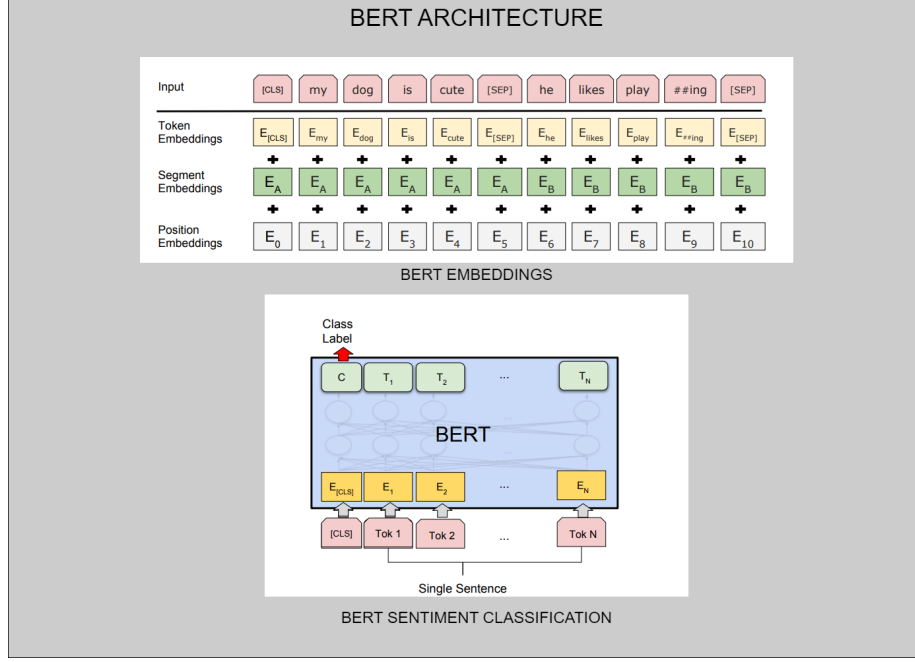 BERT ARCHITECTURE
Input [CLS] my dog is cute [SEP] he likes play ##ing [SEP]
Token
Embeddings E[CLS] Emy Edog Eis Ecute E[SEP] Ehe Elikes Eplay E##ing E[SEP]
+ + + + + + + + + + +
Segment
Embeddings EA EA EA EA EA EA EB EB EB EB EB
+ + + + + + + + + + +
Position
Embeddings E0 E1 E2 E3 E4 E5 E6 E7 E8 E9 E10
BERT EMBEDDINGS
Class
Label
C T1 T2 ... TN
BERT
E[CLS] E1 E2 ... EN
[CLS] Tok 1 Tok 2 ... Tok N
Single Sentence
BERT SENTIMENT CLASSIFICATION